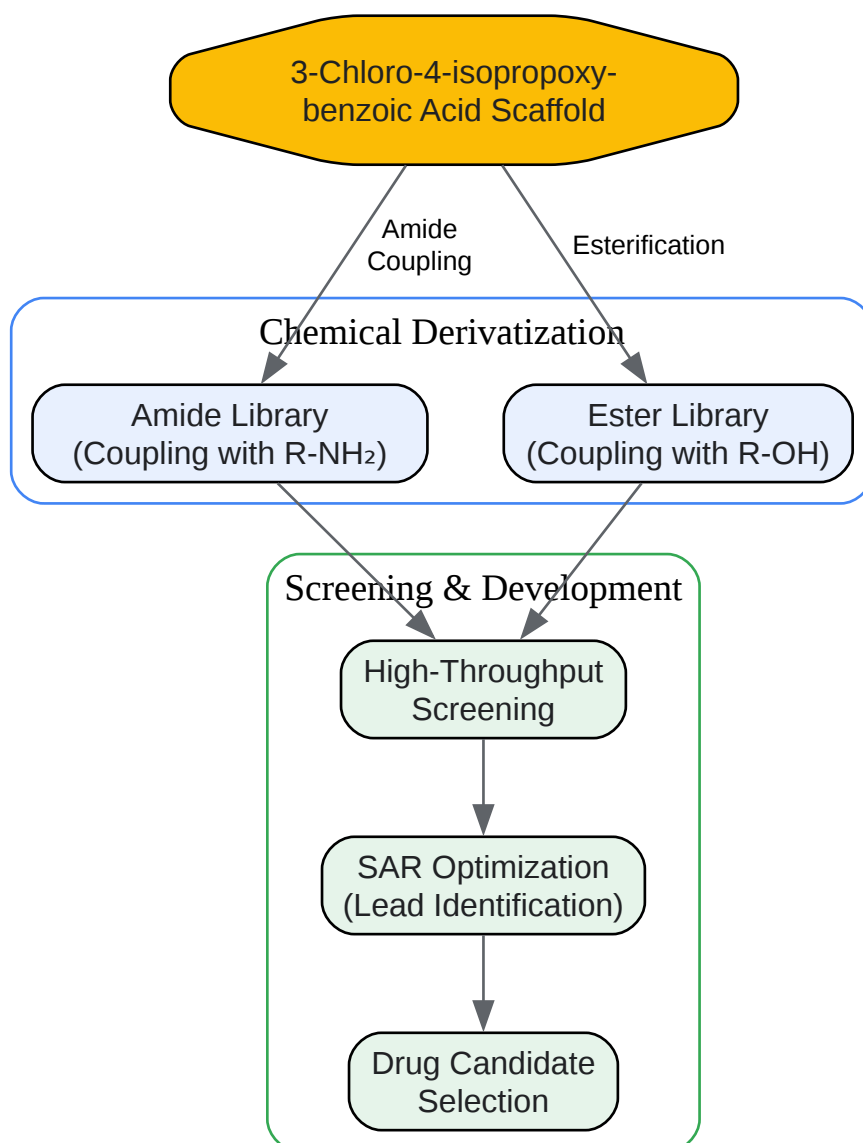 3-Chloro-4-isopropoxy-
benzoic Acid Scaffold
Amide
Coupling
Esterification
Chemical Derivatization
Amide Library
(Coupling with R-NH₂)
Ester Library
(Coupling with R-OH)
Screening & Development
High-Throughput
Screening
SAR Optimization
(Lead Identification)
Drug Candidate
Selection